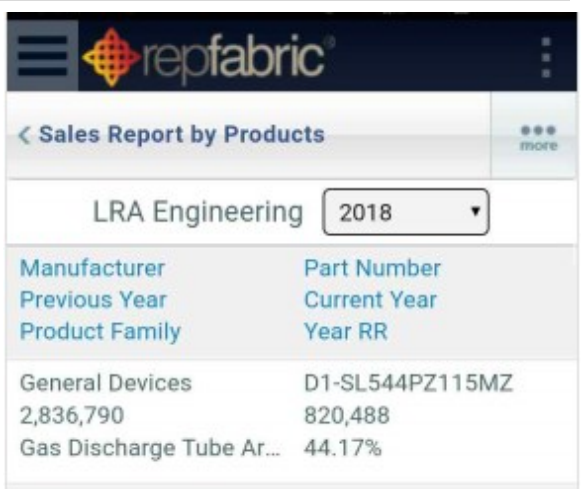 repfabric®
< Sales Report by Products
more
LRA Engineering 2018
Manufacturer Part Number
Previous Year Current Year
Product Family Year RR
General Devices D1-SL544PZ115MZ
2,836,790 820,488
Gas Discharge Tube Ar... 44.17%